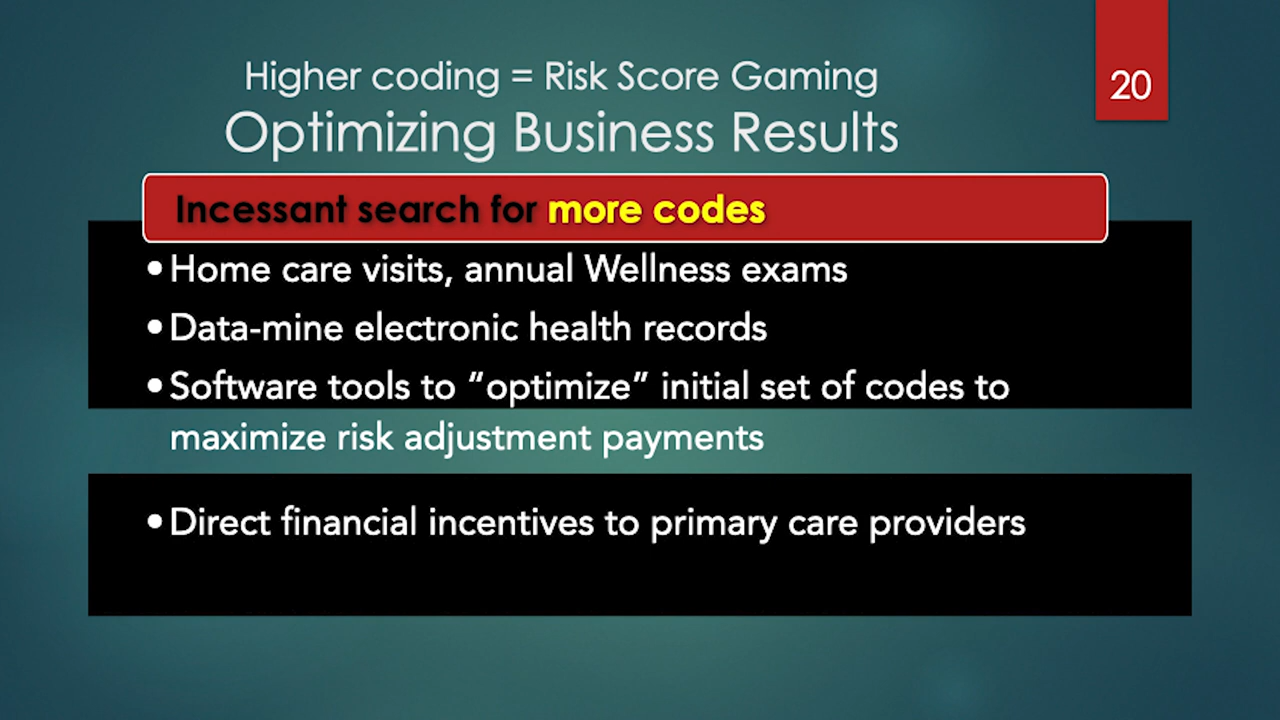 Higher coding = Risk Score Gaming
20
Optimizing Business Results
Incessant search for more codes
•Home care visits, annual Wellness exams
•Data-mine electronic health records
•Software tools to “optimize” initial set of codes to
maximize risk adjustment payments
•Direct financial incentives to primary care providers